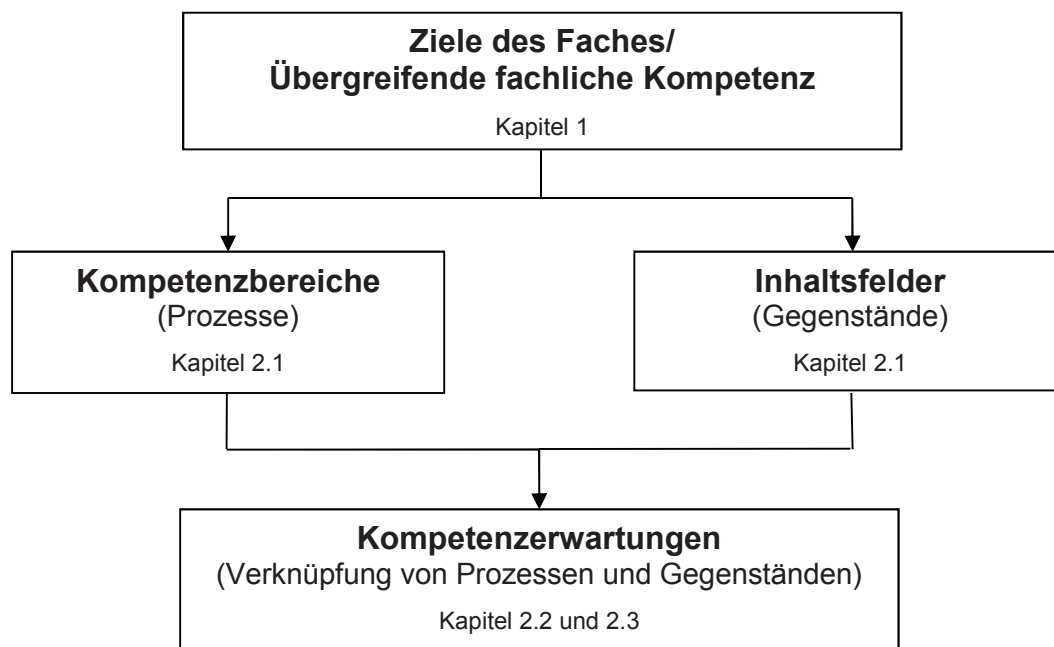 Ziele des Faches/
Übergreifende fachliche Kompetenz
Kapitel 1
Kompetenzbereiche
(Prozesse)
Kapitel 2.1
Inhaltsfelder
(Gegenstände)
Kapitel 2.1
Kompetenzerwartungen
(Verknüpfung von Prozessen und Gegenständen)
Kapitel 2.2 und 2.3